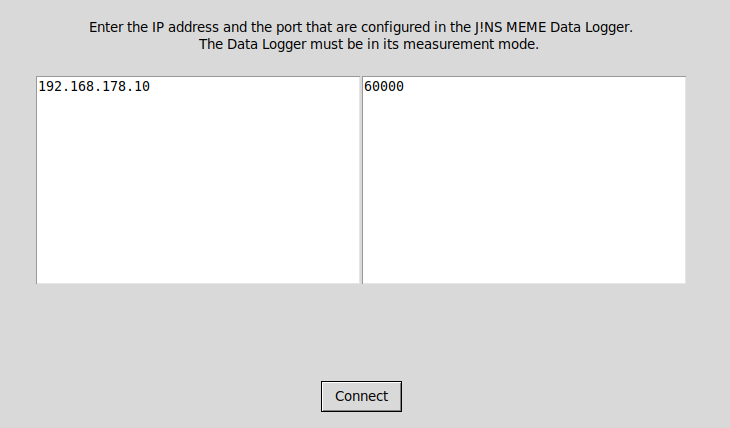 Enter the IP address and the port that are configured in the J!NS MEME Data Logger.
The Data Logger must be in its measurement mode.
192.168.178.10
60000
Connect